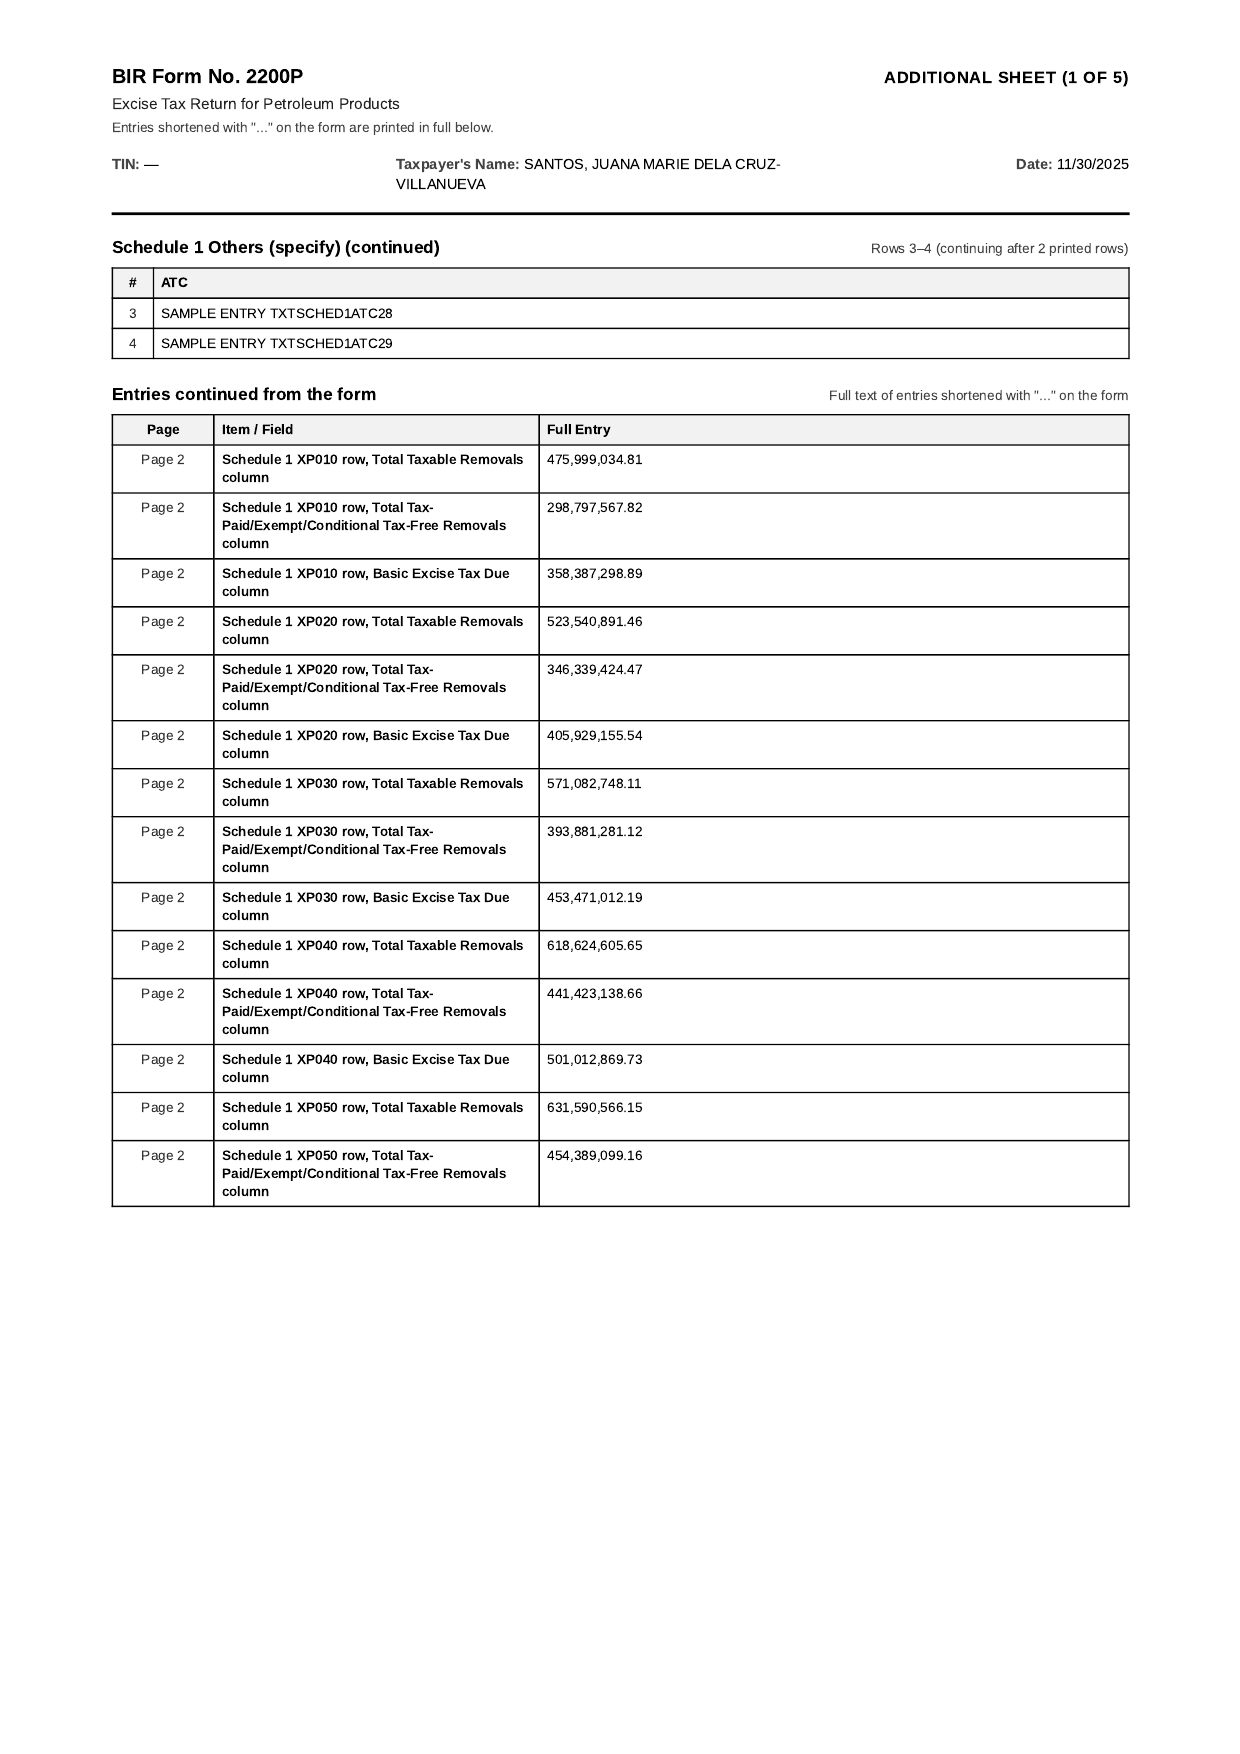 BIR Form No. 2200P
ADDITIONAL SHEET (1 OF 5)
Excise Tax Return for Petroleum Products
Entries shortened with "..." on the form are printed in full below.
TIN: —
Taxpayer's Name: SANTOS, JUANA MARIE DELA CRUZ-
VILLANUEVA
Date: 11/30/2025
Schedule 1 Others (specify) (continued)
Rows 3–4 (continuing after 2 printed rows)
# ATC
3 SAMPLE ENTRY TXTSCHED1ATC28
4 SAMPLE ENTRY TXTSCHED1ATC29
Entries continued from the form
Full text of entries shortened with "..." on the form
Page Item / Field Full Entry
Page 2 Schedule 1 XP010 row, Total Taxable Removals 475,999,034.81
column
Page 2 Schedule 1 XP010 row, Total Tax- 298,797,567.82
Paid/Exempt/Conditional Tax-Free Removals
column
Page 2 Schedule 1 XP010 row, Basic Excise Tax Due 358,387,298.89
column
Page 2 Schedule 1 XP020 row, Total Taxable Removals 523,540,891.46
column
Page 2 Schedule 1 XP020 row, Total Tax- 346,339,424.47
Paid/Exempt/Conditional Tax-Free Removals
column
Page 2 Schedule 1 XP020 row, Basic Excise Tax Due 405,929,155.54
column
Page 2 Schedule 1 XP030 row, Total Taxable Removals 571,082,748.11
column
Page 2 Schedule 1 XP030 row, Total Tax- 393,881,281.12
Paid/Exempt/Conditional Tax-Free Removals
column
Page 2 Schedule 1 XP030 row, Basic Excise Tax Due 453,471,012.19
column
Page 2 Schedule 1 XP040 row, Total Taxable Removals 618,624,605.65
column
Page 2 Schedule 1 XP040 row, Total Tax- 441,423,138.66
Paid/Exempt/Conditional Tax-Free Removals
column
Page 2 Schedule 1 XP040 row, Basic Excise Tax Due 501,012,869.73
column
Page 2 Schedule 1 XP050 row, Total Taxable Removals 631,590,566.15
column
Page 2 Schedule 1 XP050 row, Total Tax- 454,389,099.16
Paid/Exempt/Conditional Tax-Free Removals
column